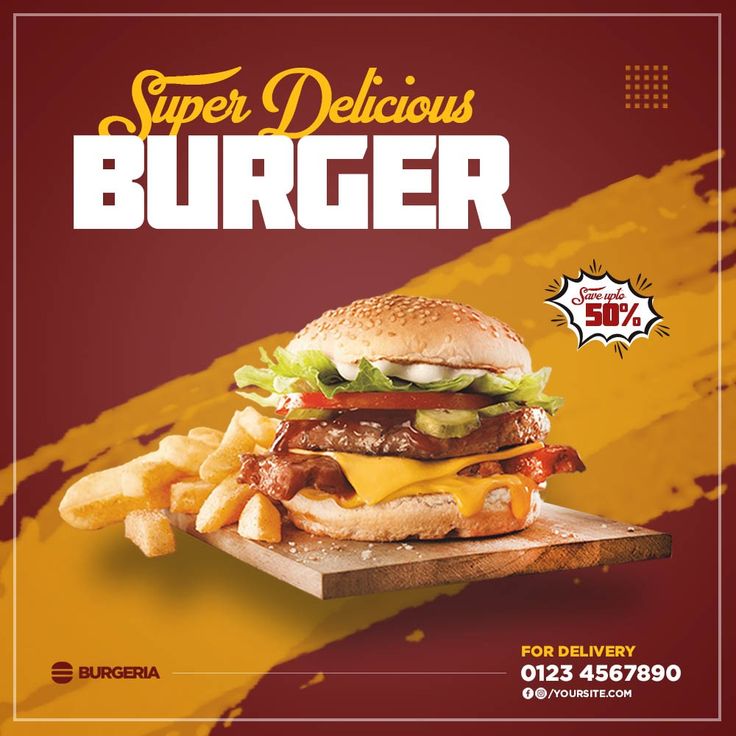 Super Delicious
BURGER
Save upto
50%
BURGERIA
FOR DELIVERY
0123 4567890
/YOURSITE.COM